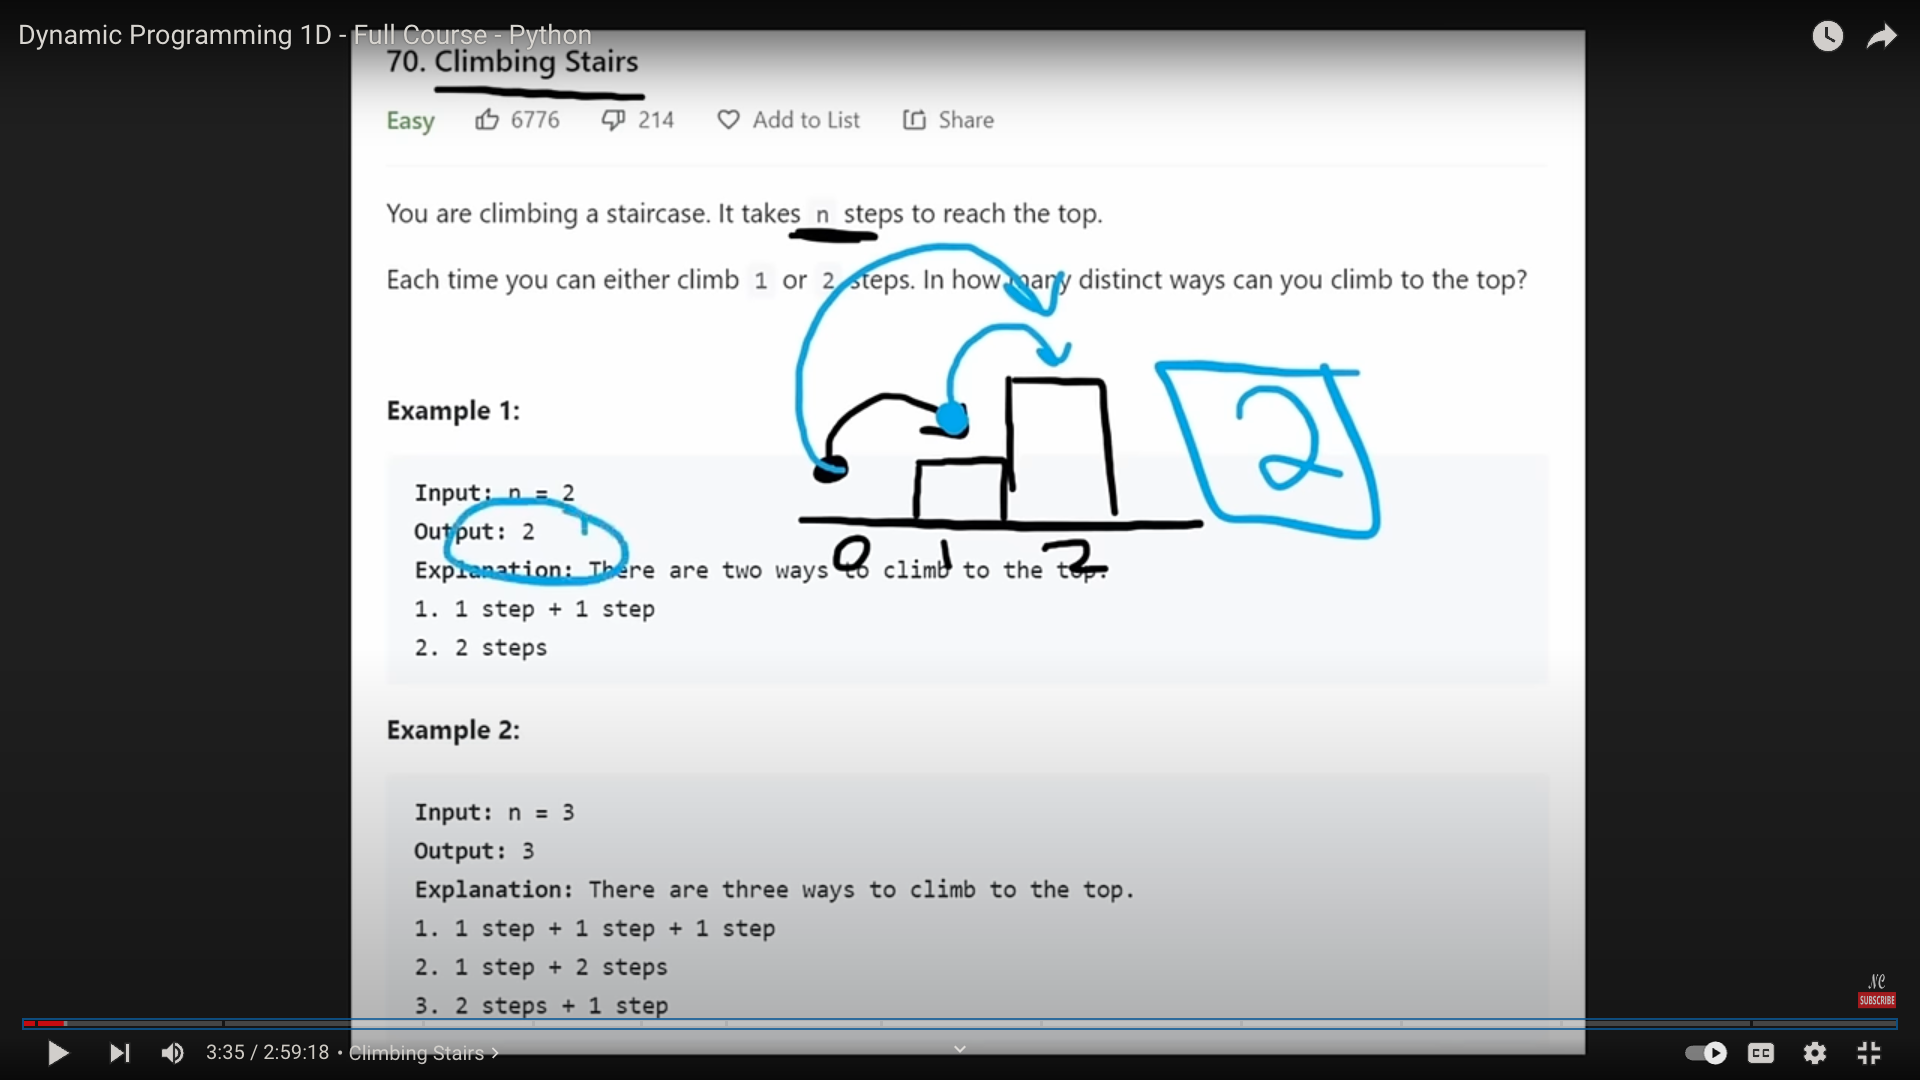 Dynamic Programming 1D - Full Course - Python
70. Climbing Stairs
Easy 6776 214 Add to List Share
You are climbing a staircase. It takes n steps to reach the top.
Each time you can either climb 1 or 2 steps. In how many distinct ways can you climb to the top?
Example 1:
2
Input: n = 2
Output: 2
0 1 2
Explanation: There are two ways to climb to the top.
1. 1 step + 1 step
2. 2 steps
Example 2:
Input: n = 3
Output: 3
Explanation: There are three ways to climb to the top.
1. 1 step + 1 step + 1 step
2. 1 step + 2 steps
3. 2 steps + 1 step
NC
SUBSCRIBE
3:35 / 2:59:18 • Climbing Stairs >
CC